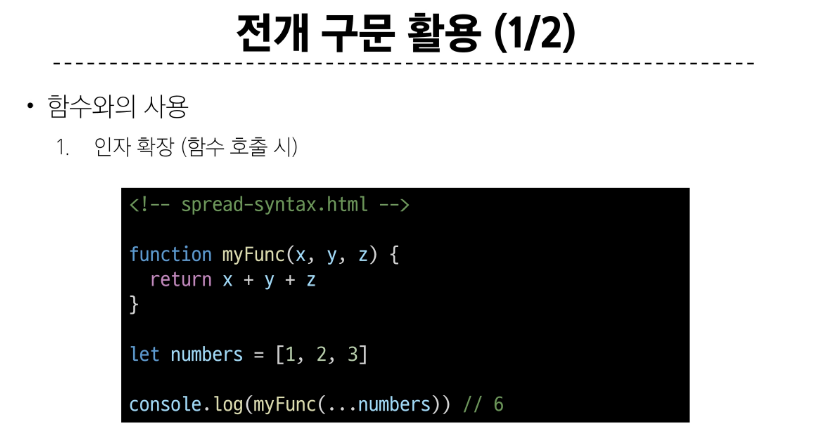 전개 구문 활용 (1/2)
• 함수와의 사용
1. 인자 확장 (함수 호출 시)
<!-- spread-syntax.html -->
function myFunc(x, y, z) {
  return x + y + z
}
let numbers = [1, 2, 3]
console.log(myFunc(...numbers)) // 6